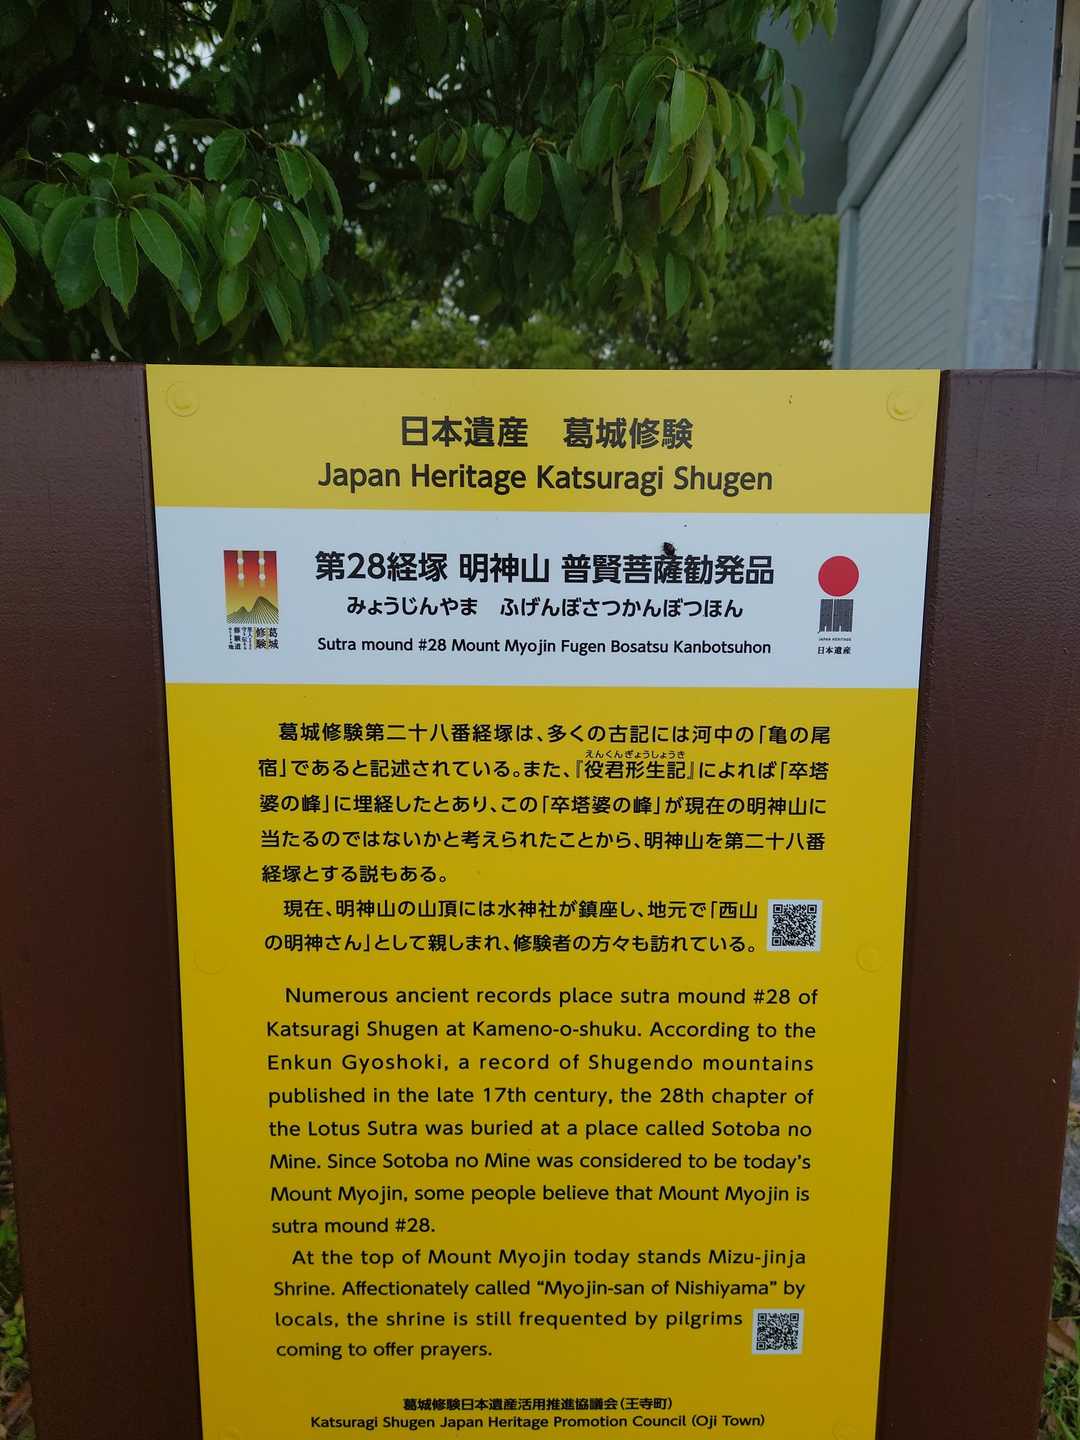 日本遺産　葛城修験
Japan Heritage Katsuragi Shugen
第28経塚 明神山 普賢菩薩勧発品
みょうじんやま　ふげんぼさつかんぼつほん
Sutra mound #28 Mount Myojin Fugen Bosatsu Kanbotsuhon
葛城
修験
JAPAN HERITAGE
日本遺産
葛城修験第二十八番経塚は、多くの古記には河中の「亀の尾
宿」であると記述されている。また、『役君形生記』によれば「卒塔
えんくんぎょうしょうき
婆の峰」に埋経したとあり、この「卒塔婆の峰」が現在の明神山に
当たるのではないかと考えられたことから、明神山を第二十八番
経塚とする説もある。
現在、明神山の山頂には水神社が鎮座し、地元で「西山
の明神さん」として親しまれ、修験者の方々も訪れている。
Numerous ancient records place sutra mound #28 of
Katsuragi Shugen at Kameno-o-shuku. According to the
Enkun Gyoshoki, a record of Shugendo mountains
published in the late 17th century, the 28th chapter of
the Lotus Sutra was buried at a place called Sotoba no
Mine. Since Sotoba no Mine was considered to be today's
Mount Myojin, some people believe that Mount Myojin is
sutra mound #28.
At the top of Mount Myojin today stands Mizu-jinja
Shrine. Affectionately called “Myojin-san of Nishiyama” by
locals, the shrine is still frequented by pilgrims
coming to offer prayers.
葛城修験日本遺産活用推進協議会（王寺町）
Katsuragi Shugen Japan Heritage Promotion Council (Oji Town)